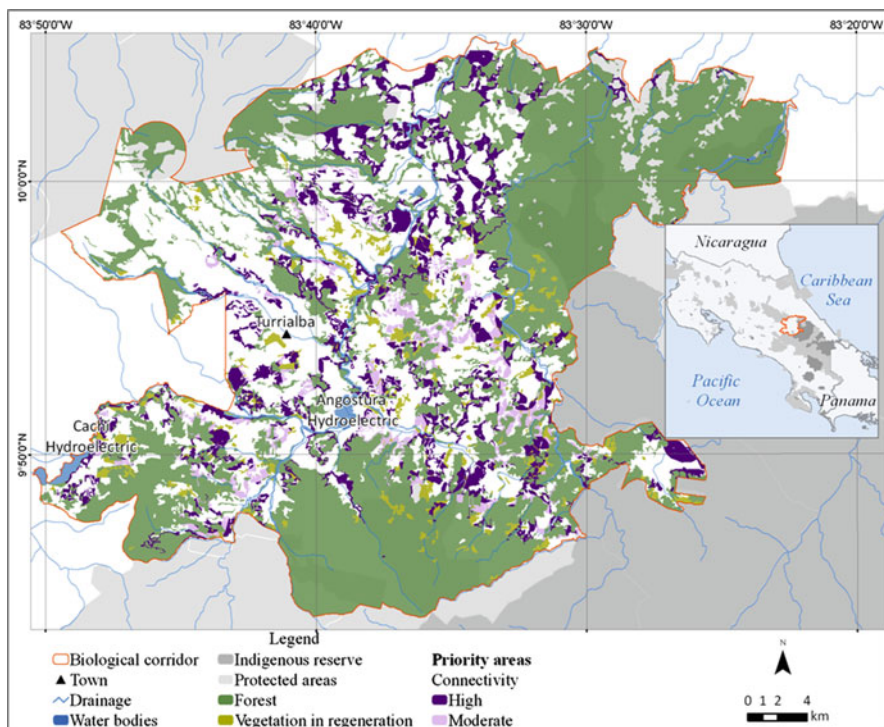 83°50'0"W 83°40'0"W 83°30'0"W 83°20'0"W
10°0'0"N
9°50'0"N
Nicaragua
Caribbean
Sea
Pacific
Ocean
Panama
Turrialba
Angostura
Hydroelectric
Cachi
Hydroelectric
Legend
Biological corridor
Town
Drainage
Water bodies
Indigenous reserve
Protected areas
Forest
Vegetation in regeneration
Priority areas
Connectivity
High
Moderate
N
0 1 2 4
km